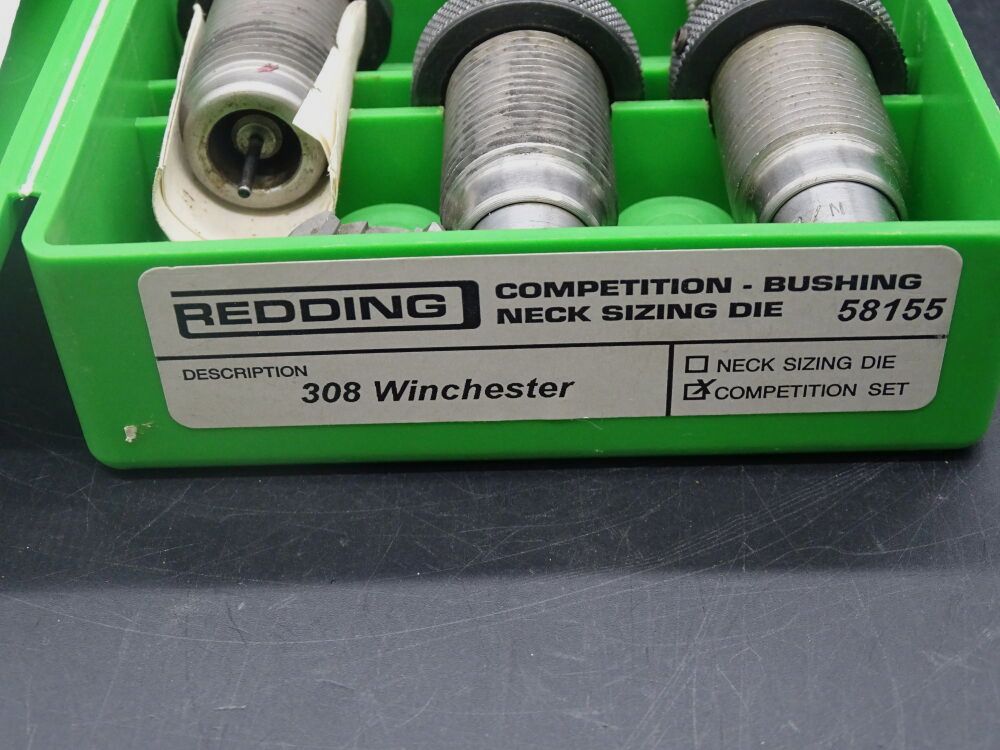 REDDING
COMPETITION - BUSHING
NECK SIZING DIE 58155
DESCRIPTION
308 Winchester
NECK SIZING DIE
X COMPETITION SET